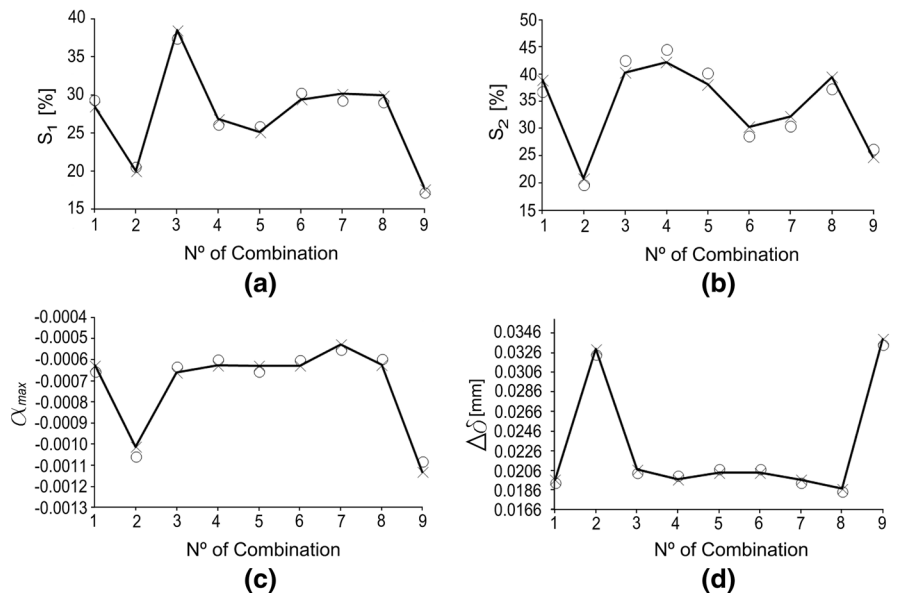 40
35
30
25
20
15
S1 [%]
1 2 3 4 5 6 7 8 9
Nº of Combination
(a)
50
45
40
35
30
25
20
15
S2 [%]
1 2 3 4 5 6 7 8 9
Nº of Combination
(b)
-0.0004
-0.0005
-0.0006
-0.0007
-0.0008
-0.0009
-0.0010
-0.0011
-0.0012
-0.0013
αmax
1 2 3 4 5 6 7 8 9
Nº of Combination
(c)
0.0346
0.0326
0.0306
0.0286
0.0266
0.0246
0.0226
0.0206
0.0186
0.0166
Δδ [mm]
1 2 3 4 5 6 7 8 9
Nº of Combination
(d)